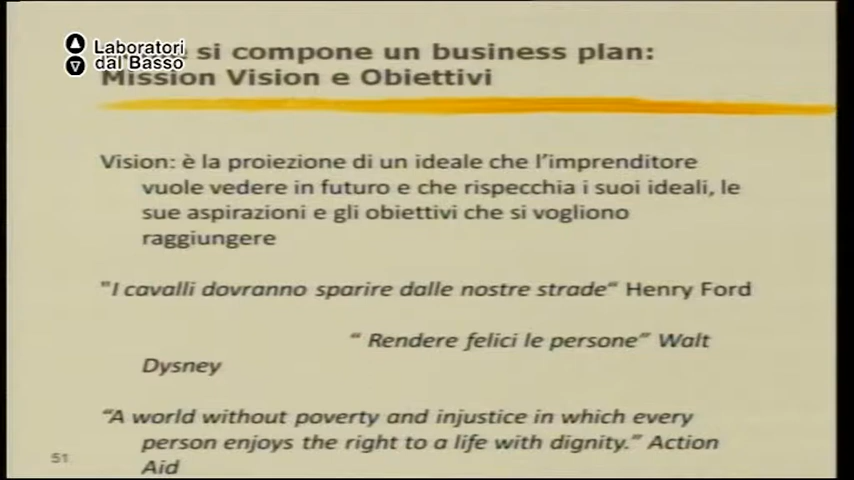 Laboratori
dal Basso
si compone un business plan:
Mission Vision e Obiettivi
Vision: è la proiezione di un ideale che l'imprenditore
vuole vedere in futuro e che rispecchia i suoi ideali, le
sue aspirazioni e gli obiettivi che si vogliono
raggiungere
"I cavalli dovranno sparire dalle nostre strade“ Henry Ford
“ Rendere felici le persone” Walt
Dysney
“A world without poverty and injustice in which every
person enjoys the right to a life with dignity.” Action
Aid
51